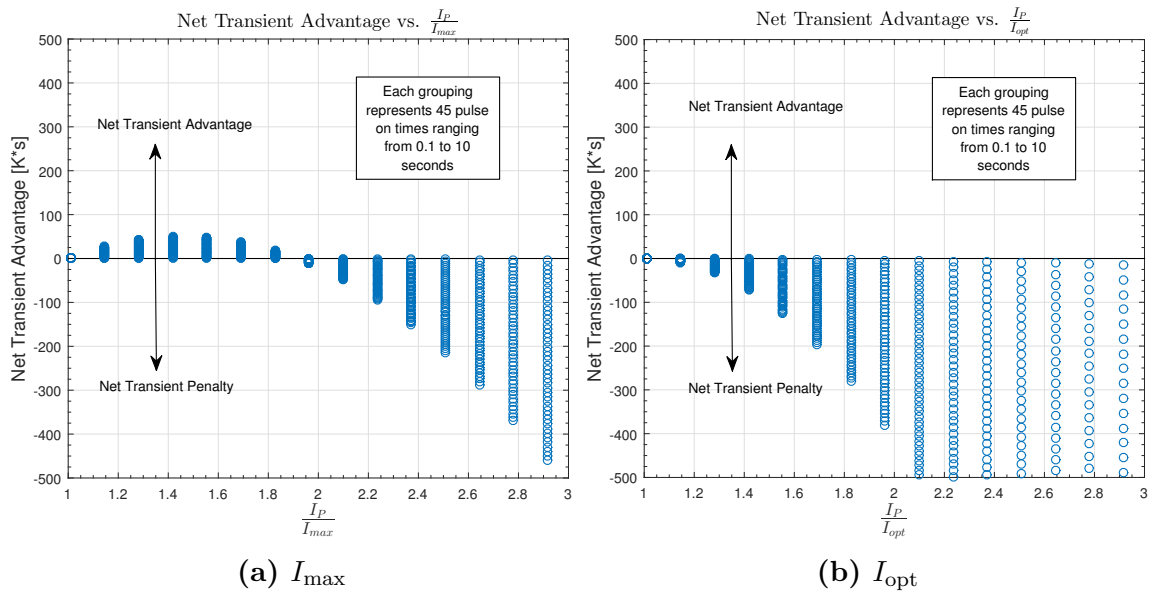 Net Transient Advantage vs. I_P/I_max
500
400
300
200
100
0
-100
-200
-300
-400
-500
Net Transient Advantage [K*s]
Each grouping
represents 45 pulse
on times ranging
from 0.1 to 10
seconds
Net Transient Advantage
Net Transient Penalty
1 1.2 1.4 1.6 1.8 2 2.2 2.4 2.6 2.8 3
I_P/I_max
(a) I_max
Net Transient Advantage vs. I_P/I_opt
500
400
300
200
100
0
-100
-200
-300
-400
-500
Net Transient Advantage [K*s]
Each grouping
represents 45 pulse
on times ranging
from 0.1 to 10
seconds
Net Transient Advantage
Net Transient Penalty
1 1.2 1.4 1.6 1.8 2 2.2 2.4 2.6 2.8 3
I_P/I_opt
(b) I_opt